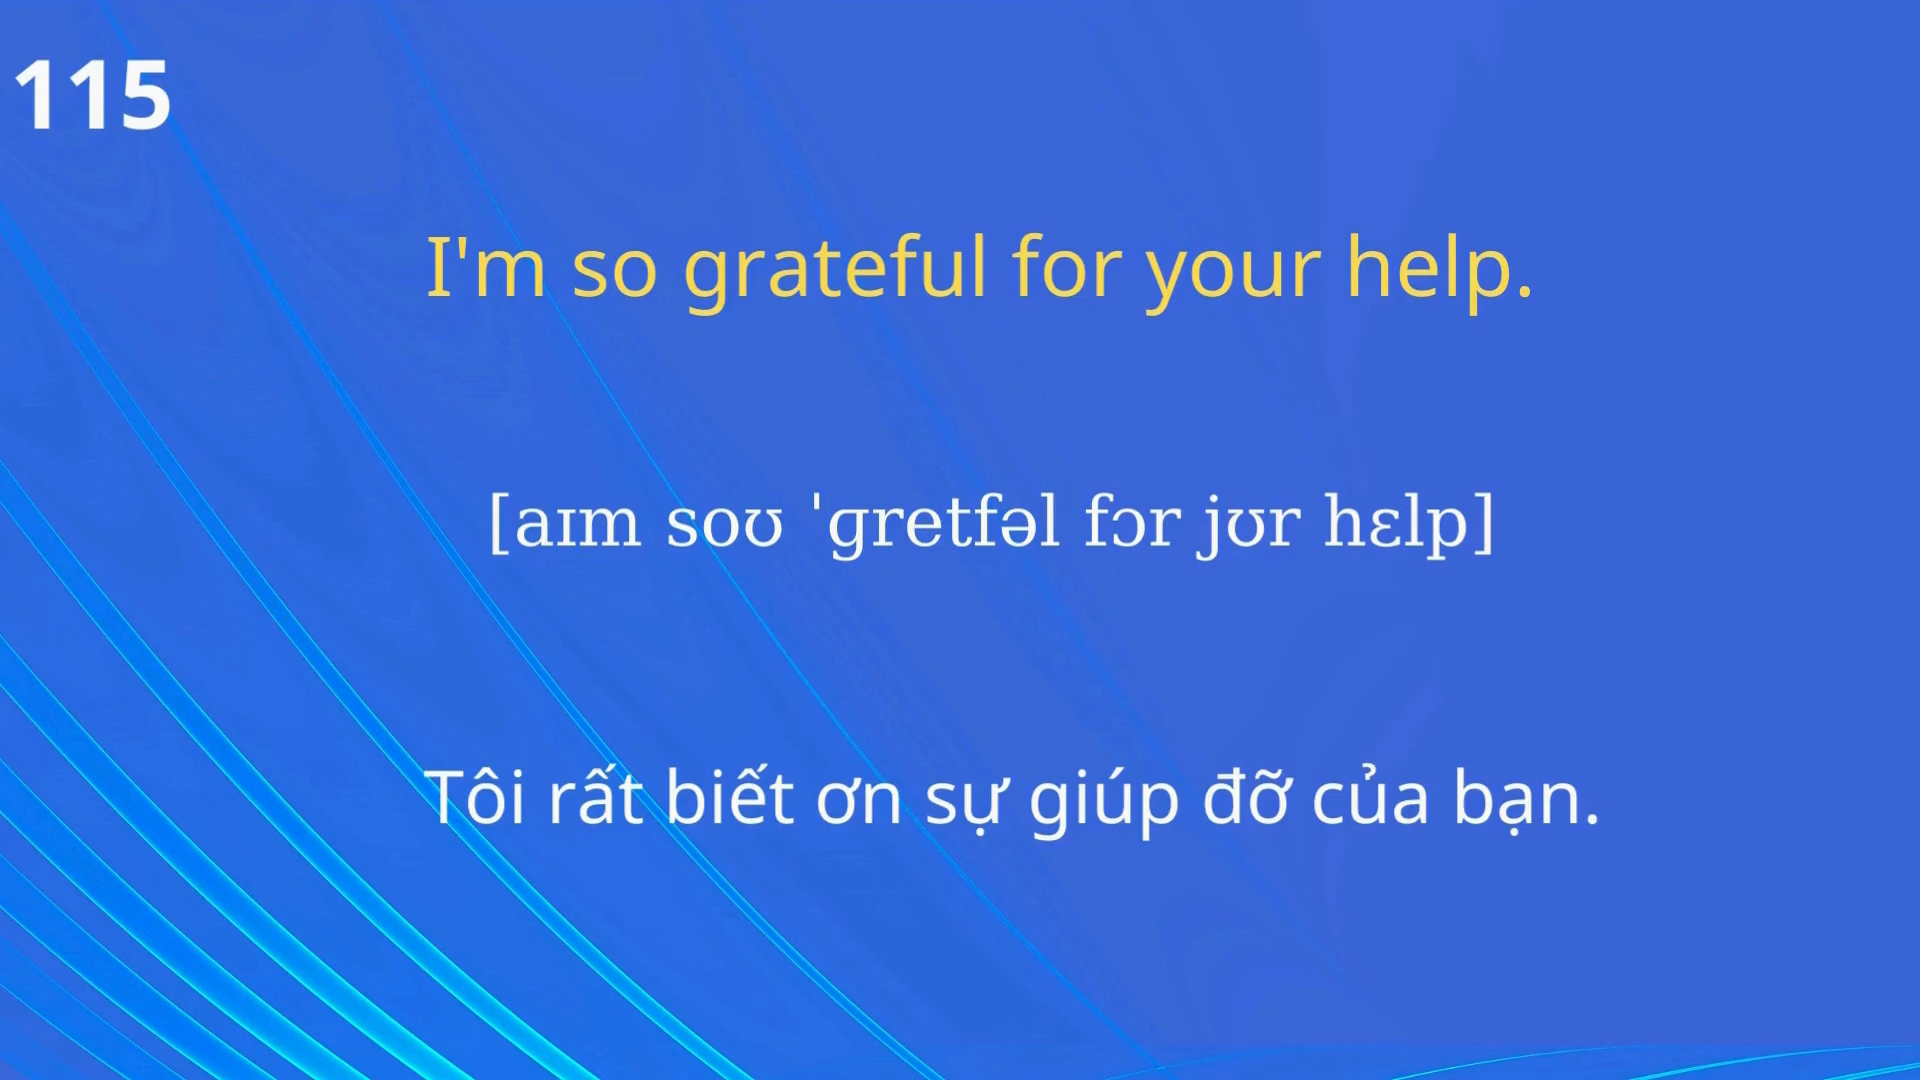 115
I'm so grateful for your help.
[aɪm soʊ ˈɡretfəl fɔr jʊr hɛlp]
Tôi rất biết ơn sự giúp đỡ của bạn.